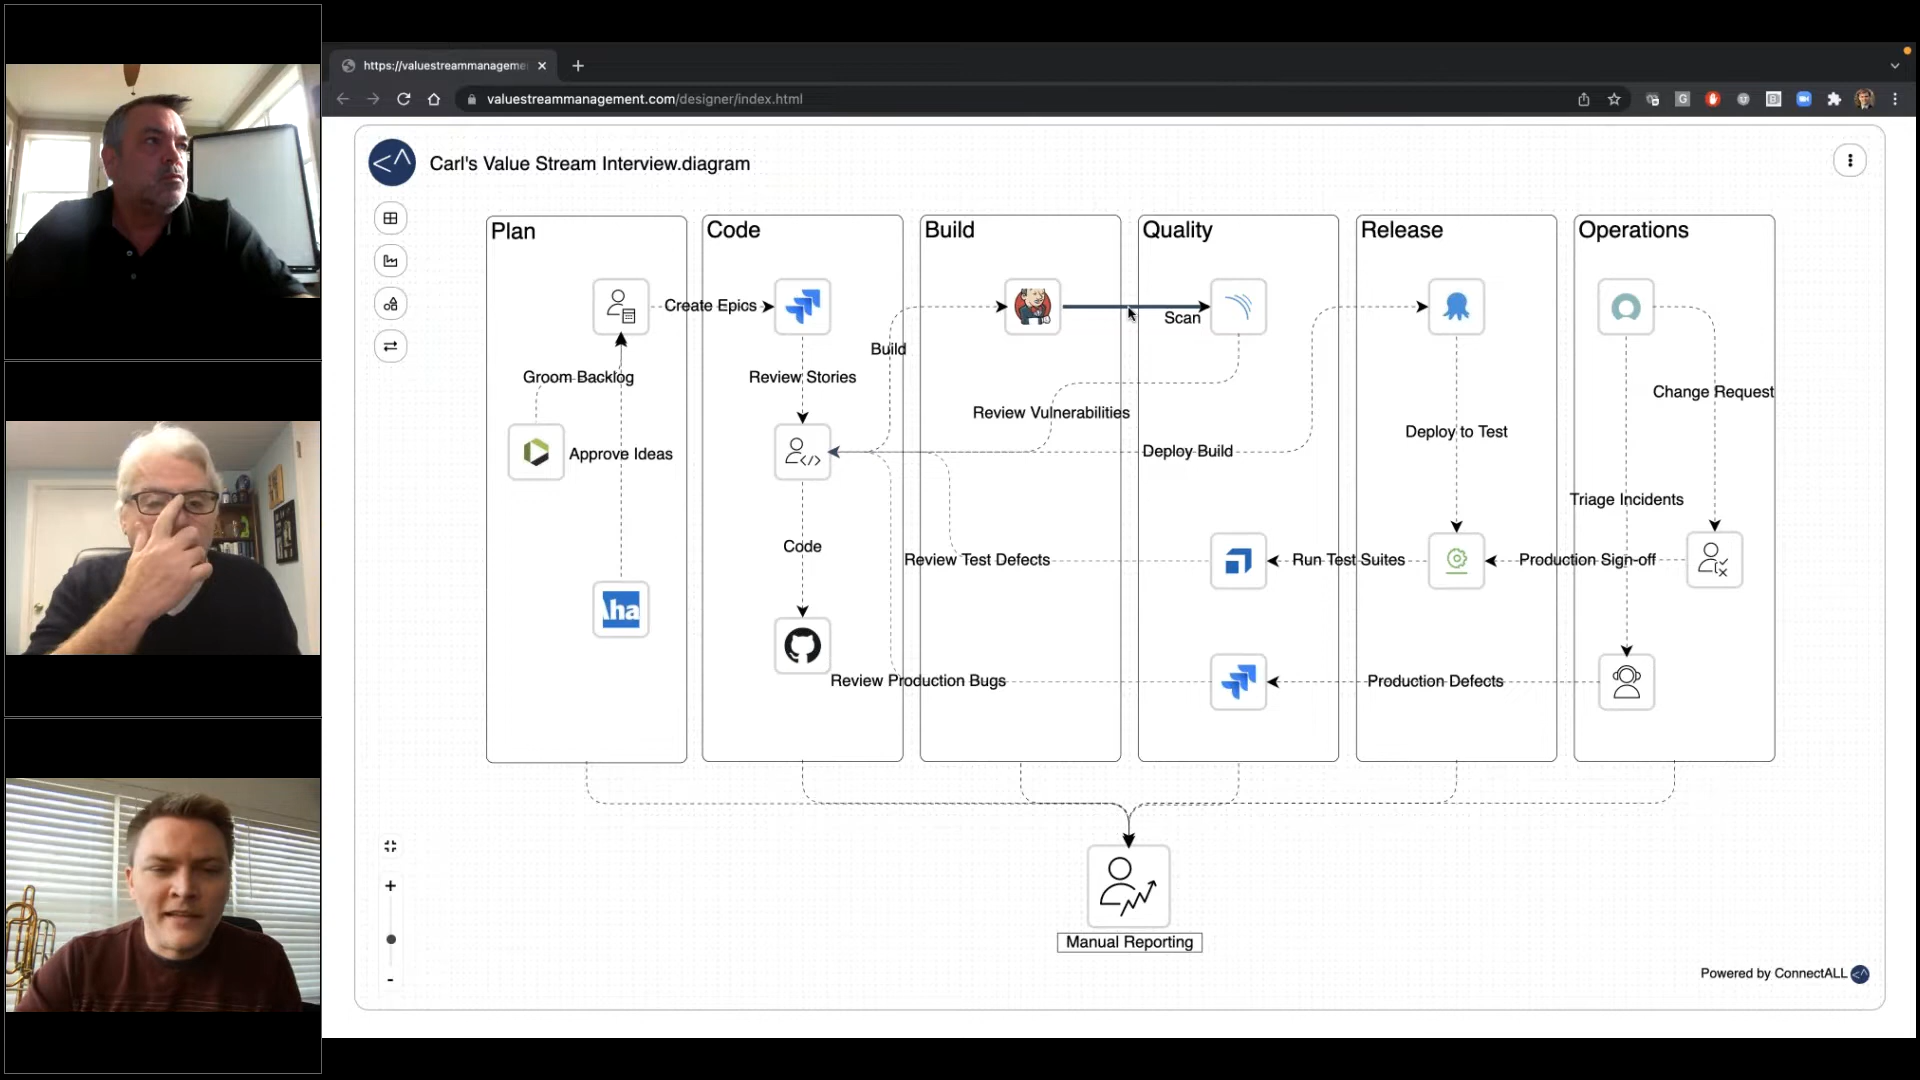 https://valuestreammanageme
valuestreammanagement.com/designer/index.html
<^ Carl's Value Stream Interview.diagram
Plan
Code
Build
Quality
Release
Operations
Create Epics
Scan
Build
Groom Backlog
Review Stories
Change Request
Review Vulnerabilities
Deploy to Test
Approve Ideas
Deploy Build
Triage Incidents
Code
Review Test Defects
Run Test Suites
Production Sign-off
Aha
Review Production Bugs
Production Defects
Manual Reporting
Powered by ConnectALL <^